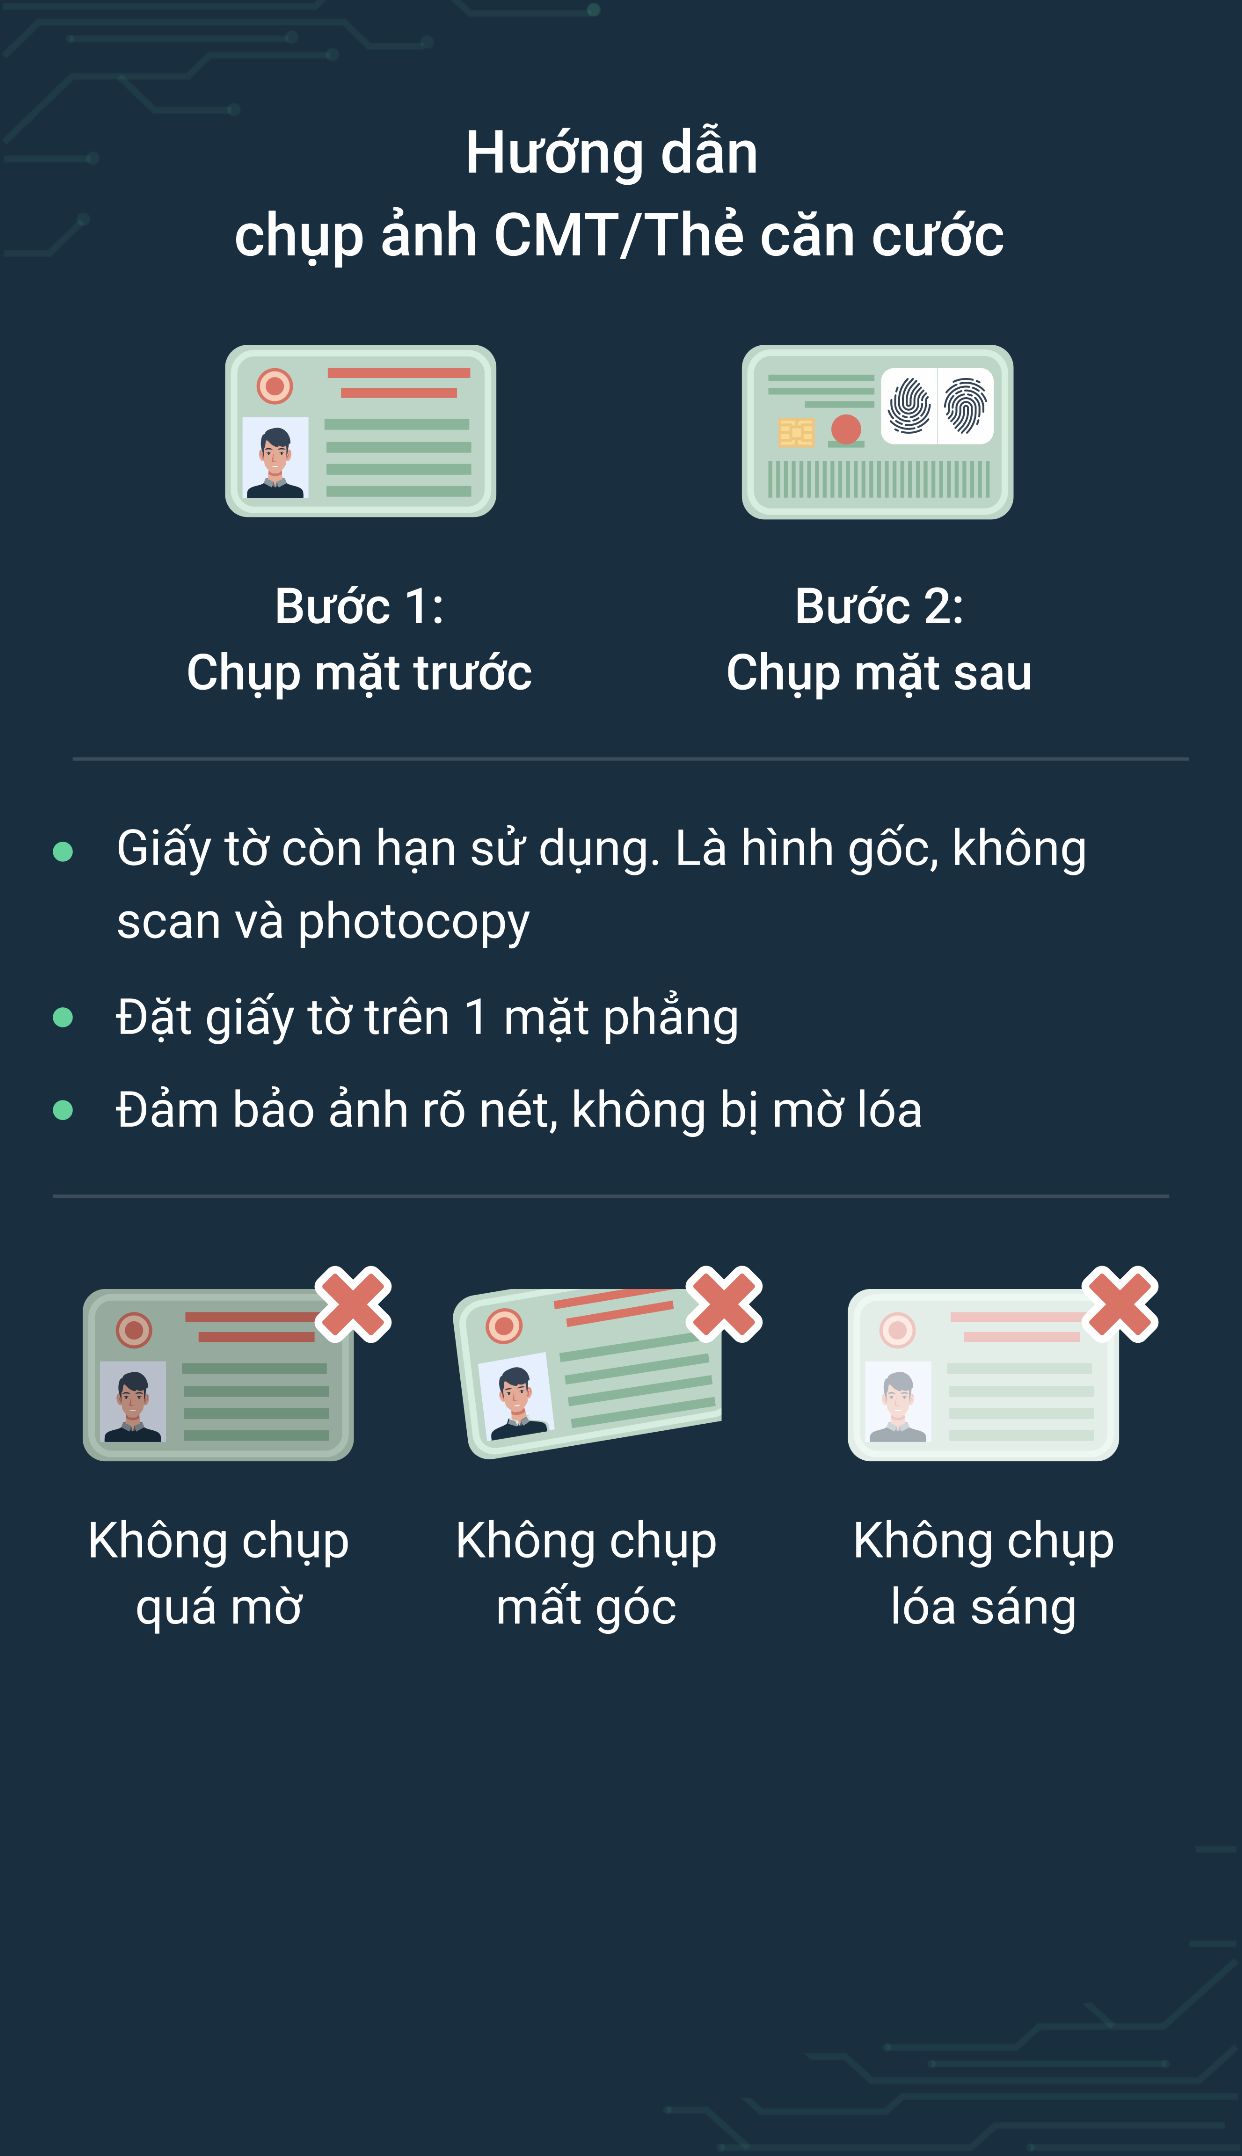 Hướng dẫn
chụp ảnh CMT/Thẻ căn cước
Bước 1:
Chụp mặt trước
Bước 2:
Chụp mặt sau
Giấy tờ còn hạn sử dụng. Là hình gốc, không
scan và photocopy
Đặt giấy tờ trên 1 mặt phẳng
Đảm bảo ảnh rõ nét, không bị mờ lóa
Không chụp
quá mờ
Không chụp
mất góc
Không chụp
lóa sáng